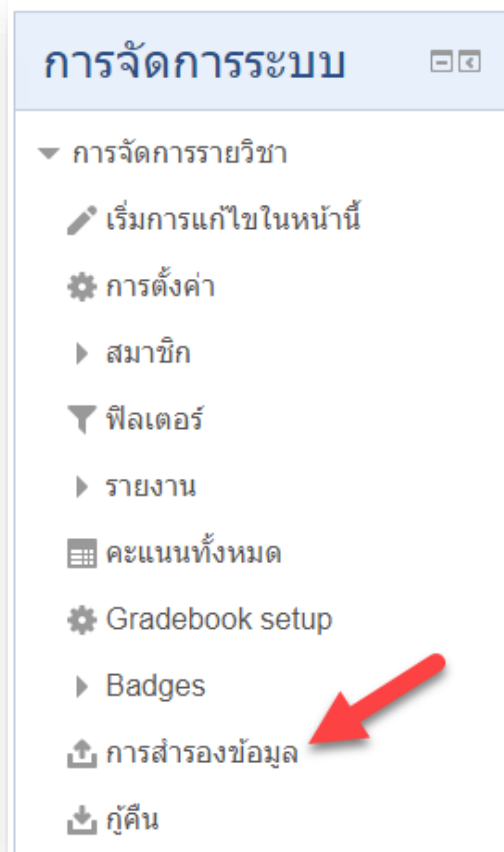 การจัดการระบบ
การจัดการรายวิชา
เริ่มการแก้ไขในหน้านี้
การตั้งค่า
สมาชิก
ฟิลเตอร์
รายงาน
คะแนนทั้งหมด
Gradebook setup
Badges
การสำรองข้อมูล
กู้คืน